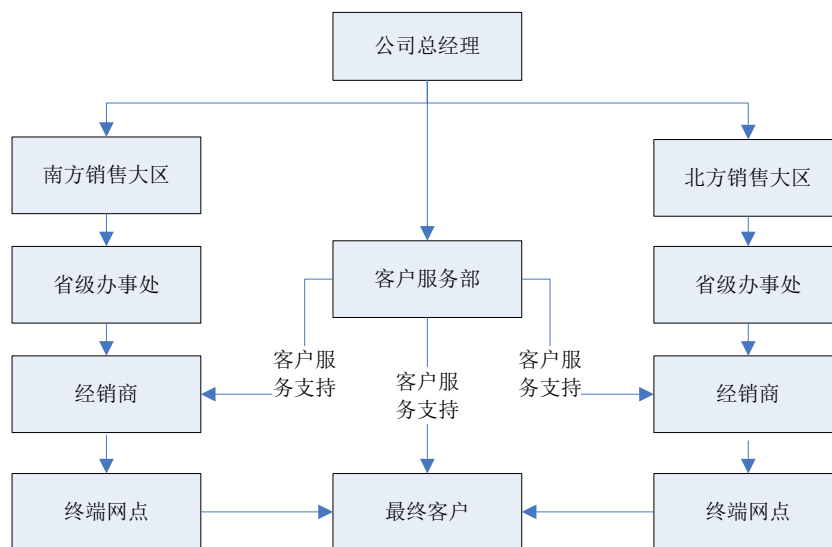 公司总经理
南方销售大区
北方销售大区
省级办事处
客户服务部
省级办事处
客户服
务支持
客户服
务支持
客户服
务支持
经销商
经销商
终端网点
最终客户
终端网点